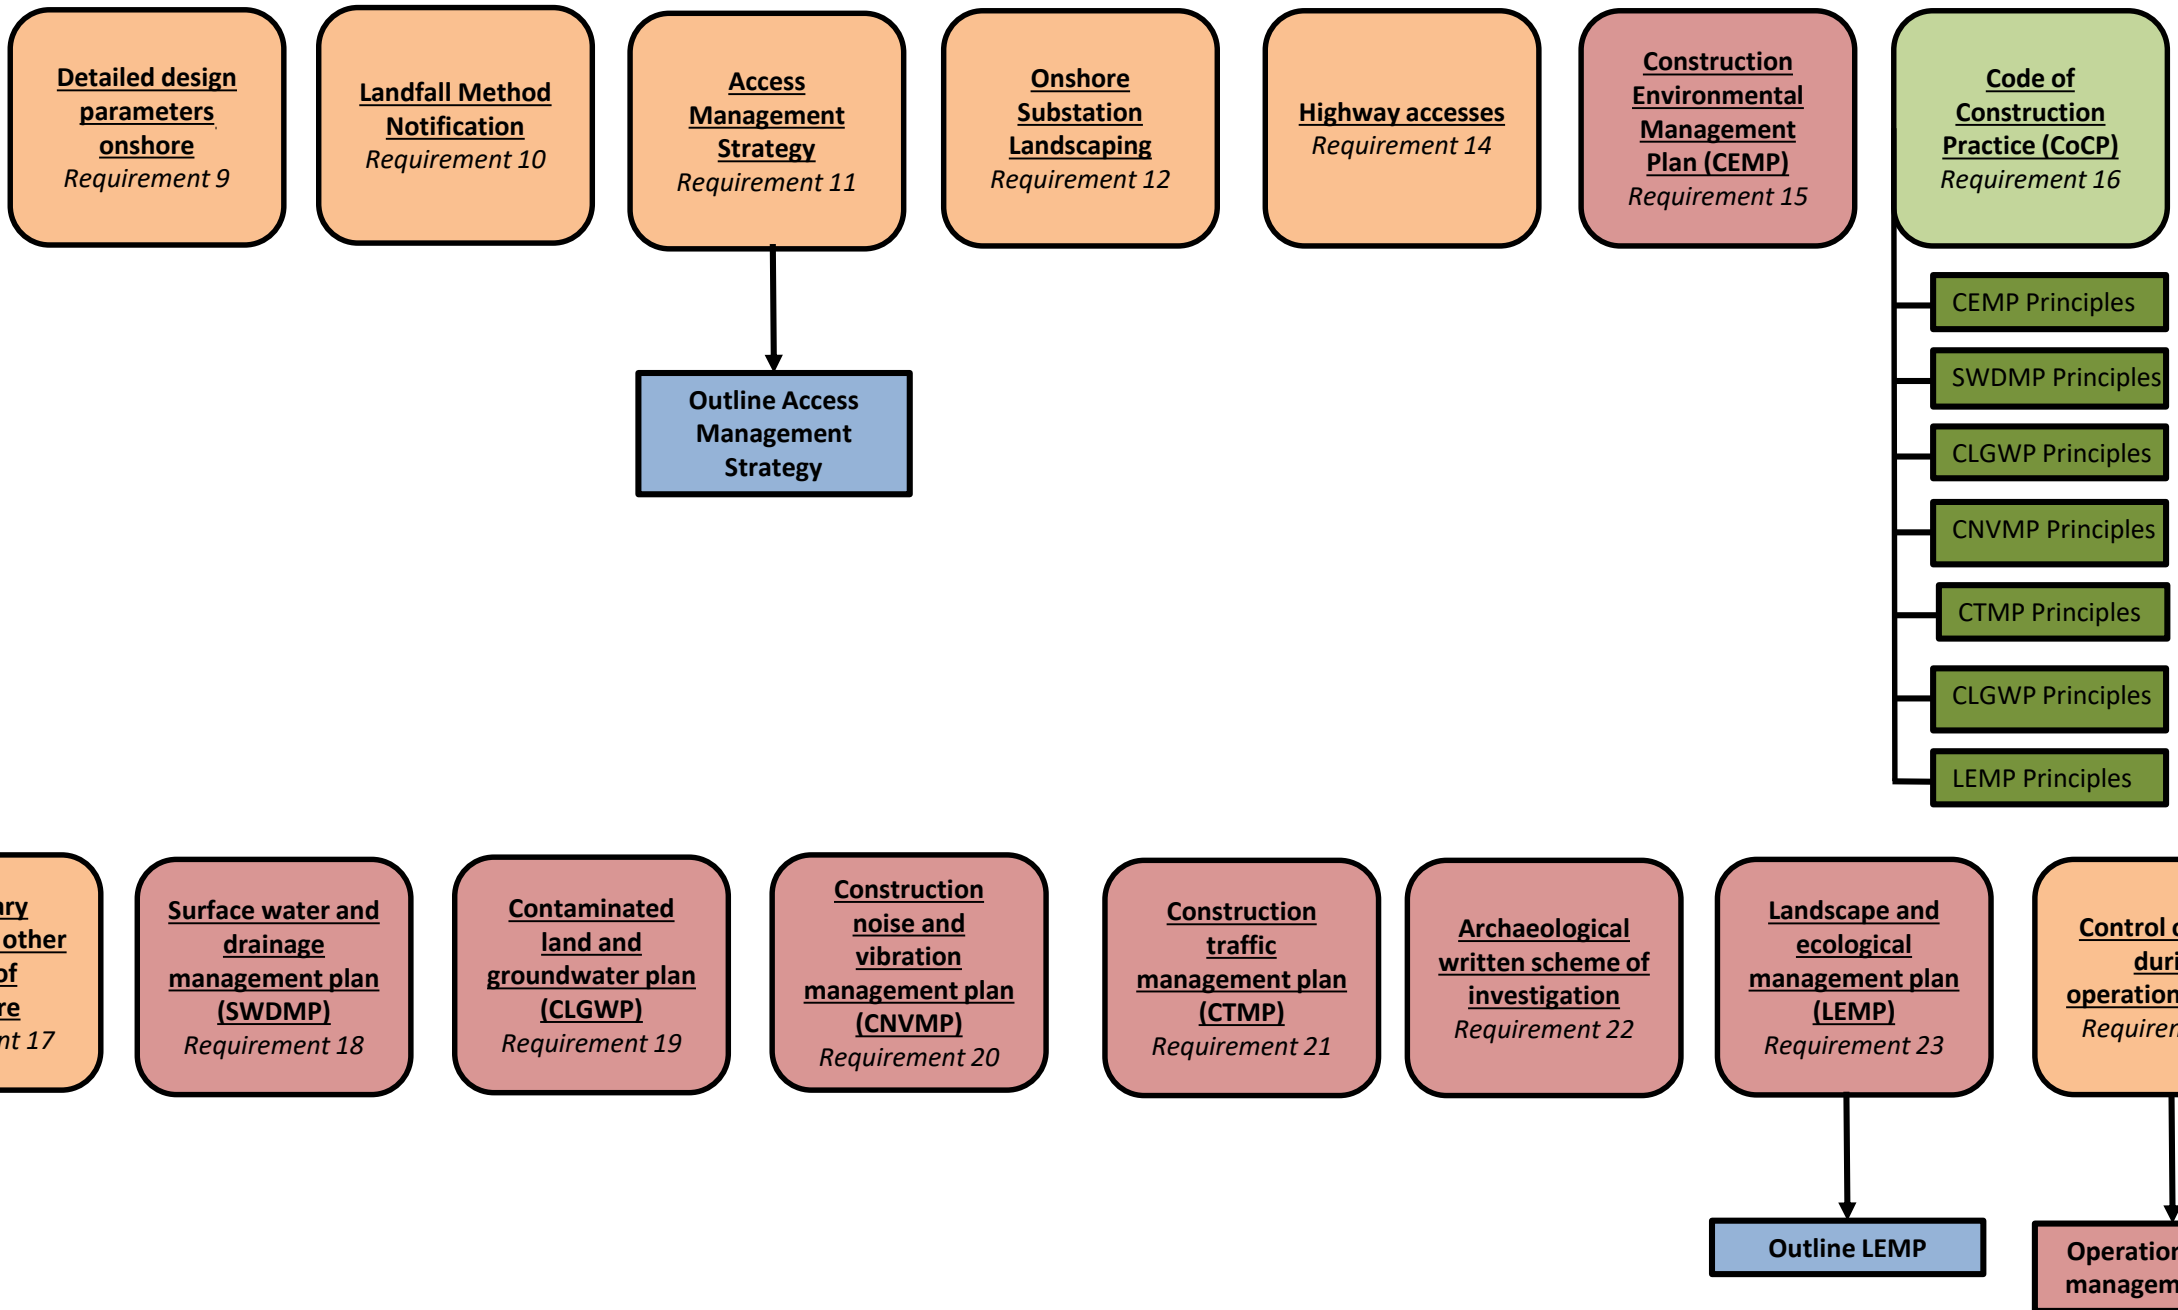 Detailed design
parameters
onshore
Requirement 9
Landfall Method
Notification
Requirement 10
Access
Management
Strategy
Requirement 11
Onshore
Substation
Landscaping
Requirement 12
Highway accesses
Requirement 14
Construction
Environmental
Management
Plan (CEMP)
Requirement 15
Code of
Construction
Practice (CoCP)
Requirement 16
Outline Access
Management
Strategy
CEMP Principles
SWDMP Principles
CLGWP Principles
CNVMP Principles
CTMP Principles
CLGWP Principles
LEMP Principles
other
of
17
Surface water and
drainage
management plan
(SWDMP)
Requirement 18
Contaminated
land and
groundwater plan
(CLGWP)
Requirement 19
Construction
noise and
vibration
management plan
(CNVMP)
Requirement 20
Construction
traffic
management plan
(CTMP)
Requirement 21
Archaeological
written scheme of
investigation
Requirement 22
Landscape and
ecological
management plan
(LEMP)
Requirement 23
Control
Outline LEMP